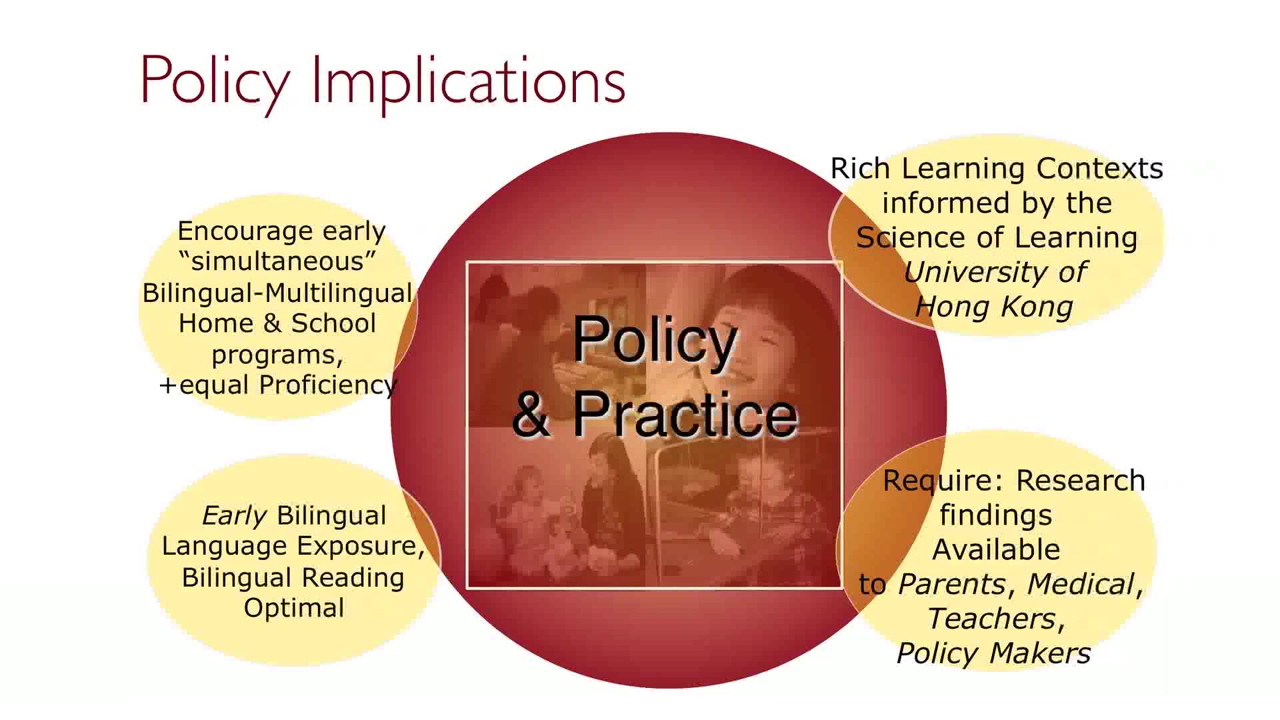 Policy Implications
Encourage early
“simultaneous”
Bilingual-Multilingual
Home & School
programs,
+equal Proficiency
Early Bilingual
Language Exposure,
Bilingual Reading
Optimal
Policy
& Practice
Rich Learning Contexts
informed by the
Science of Learning
University of
Hong Kong
Require: Research
findings
Available
to Parents, Medical,
Teachers,
Policy Makers